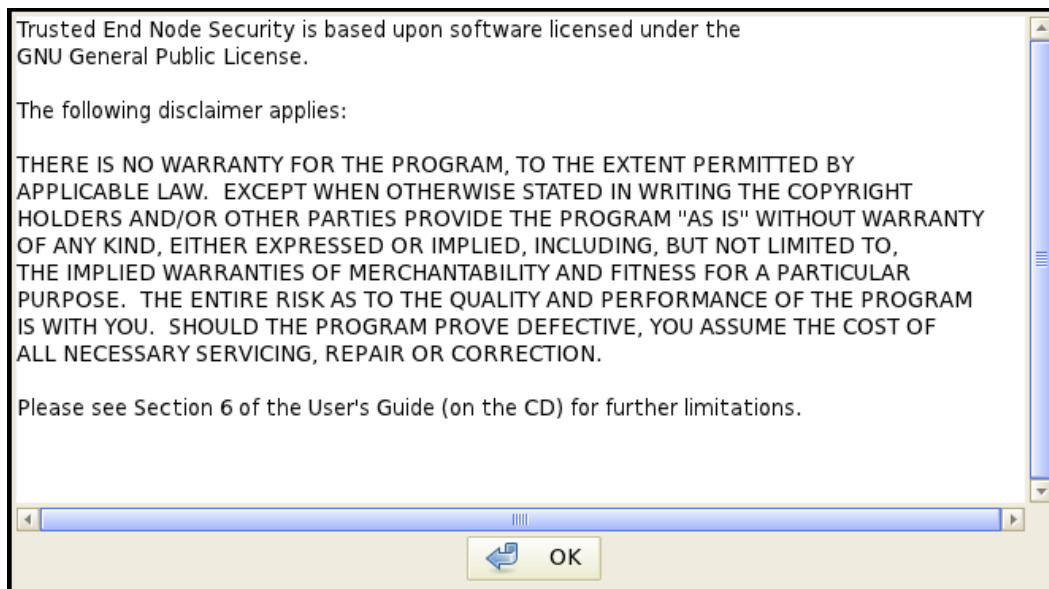 Trusted End Node Security is based upon software licensed under the
GNU General Public License.
The following disclaimer applies:
THERE IS NO WARRANTY FOR THE PROGRAM, TO THE EXTENT PERMITTED BY
APPLICABLE LAW.  EXCEPT WHEN OTHERWISE STATED IN WRITING THE COPYRIGHT
HOLDERS AND/OR OTHER PARTIES PROVIDE THE PROGRAM "AS IS" WITHOUT WARRANTY
OF ANY KIND, EITHER EXPRESSED OR IMPLIED, INCLUDING, BUT NOT LIMITED TO,
THE IMPLIED WARRANTIES OF MERCHANTABILITY AND FITNESS FOR A PARTICULAR
PURPOSE.  THE ENTIRE RISK AS TO THE QUALITY AND PERFORMANCE OF THE PROGRAM
IS WITH YOU.  SHOULD THE PROGRAM PROVE DEFECTIVE, YOU ASSUME THE COST OF
ALL NECESSARY SERVICING, REPAIR OR CORRECTION.
Please see Section 6 of the User's Guide (on the CD) for further limitations.
OK